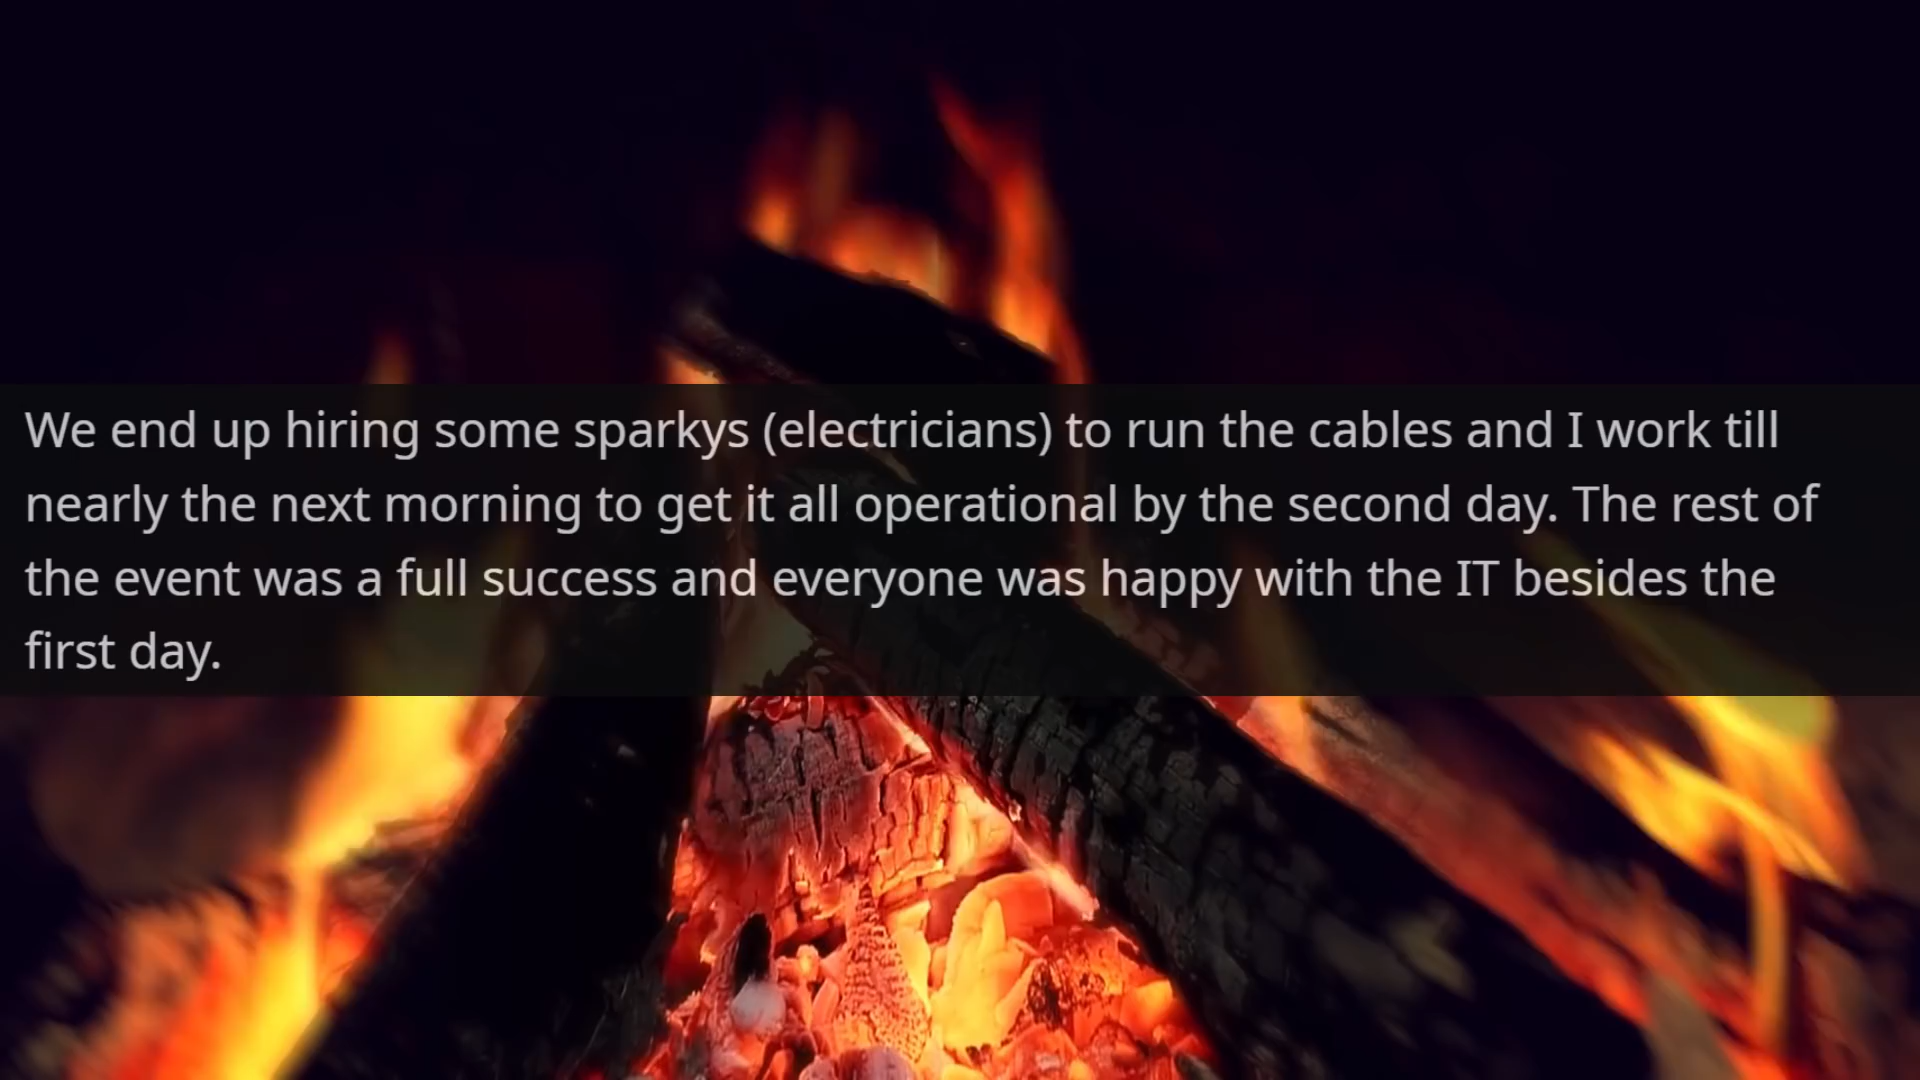 We end up hiring some sparkys (electricians) to run the cables and I work till
nearly the next morning to get it all operational by the second day. The rest of
the event was a full success and everyone was happy with the IT besides the
first day.